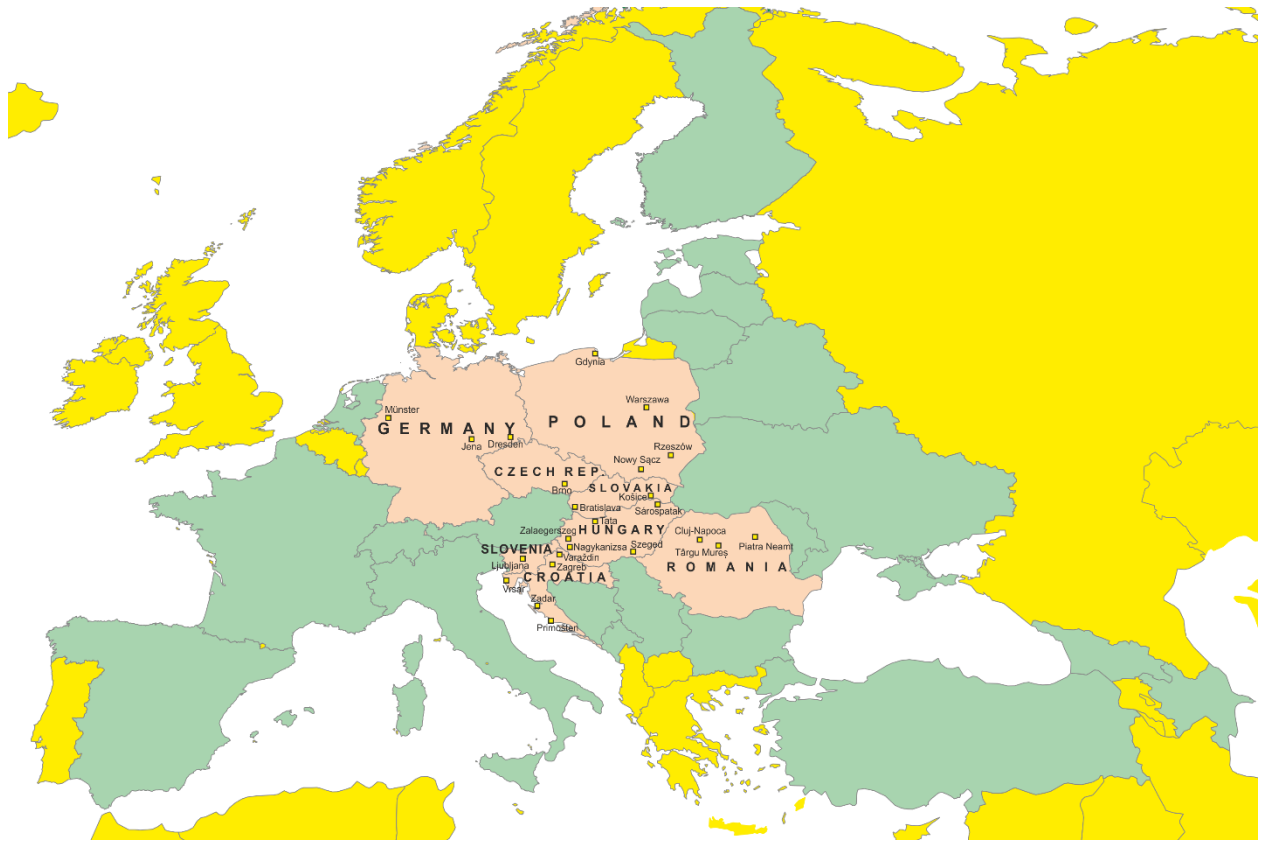 Gdynia
Warszawa
Münster
GERMANY
POLAND
Jena
Dresden
Rzeszów
Nowy Sącz
CZECH REP.
Brno
SLOVAKIA
Košice
Sárospatak
Bratislava
Tata
HUNGARY
Zalaegerszeg
Nagykanizsa
Szeged
Cluj-Napoca
Târgu Mureș
Piatra Neamț
ROMANIA
SLOVENIA
Ljubljana
Varaždin
Zagreb
CROATIA
Vrsar
Zadar
Primošten